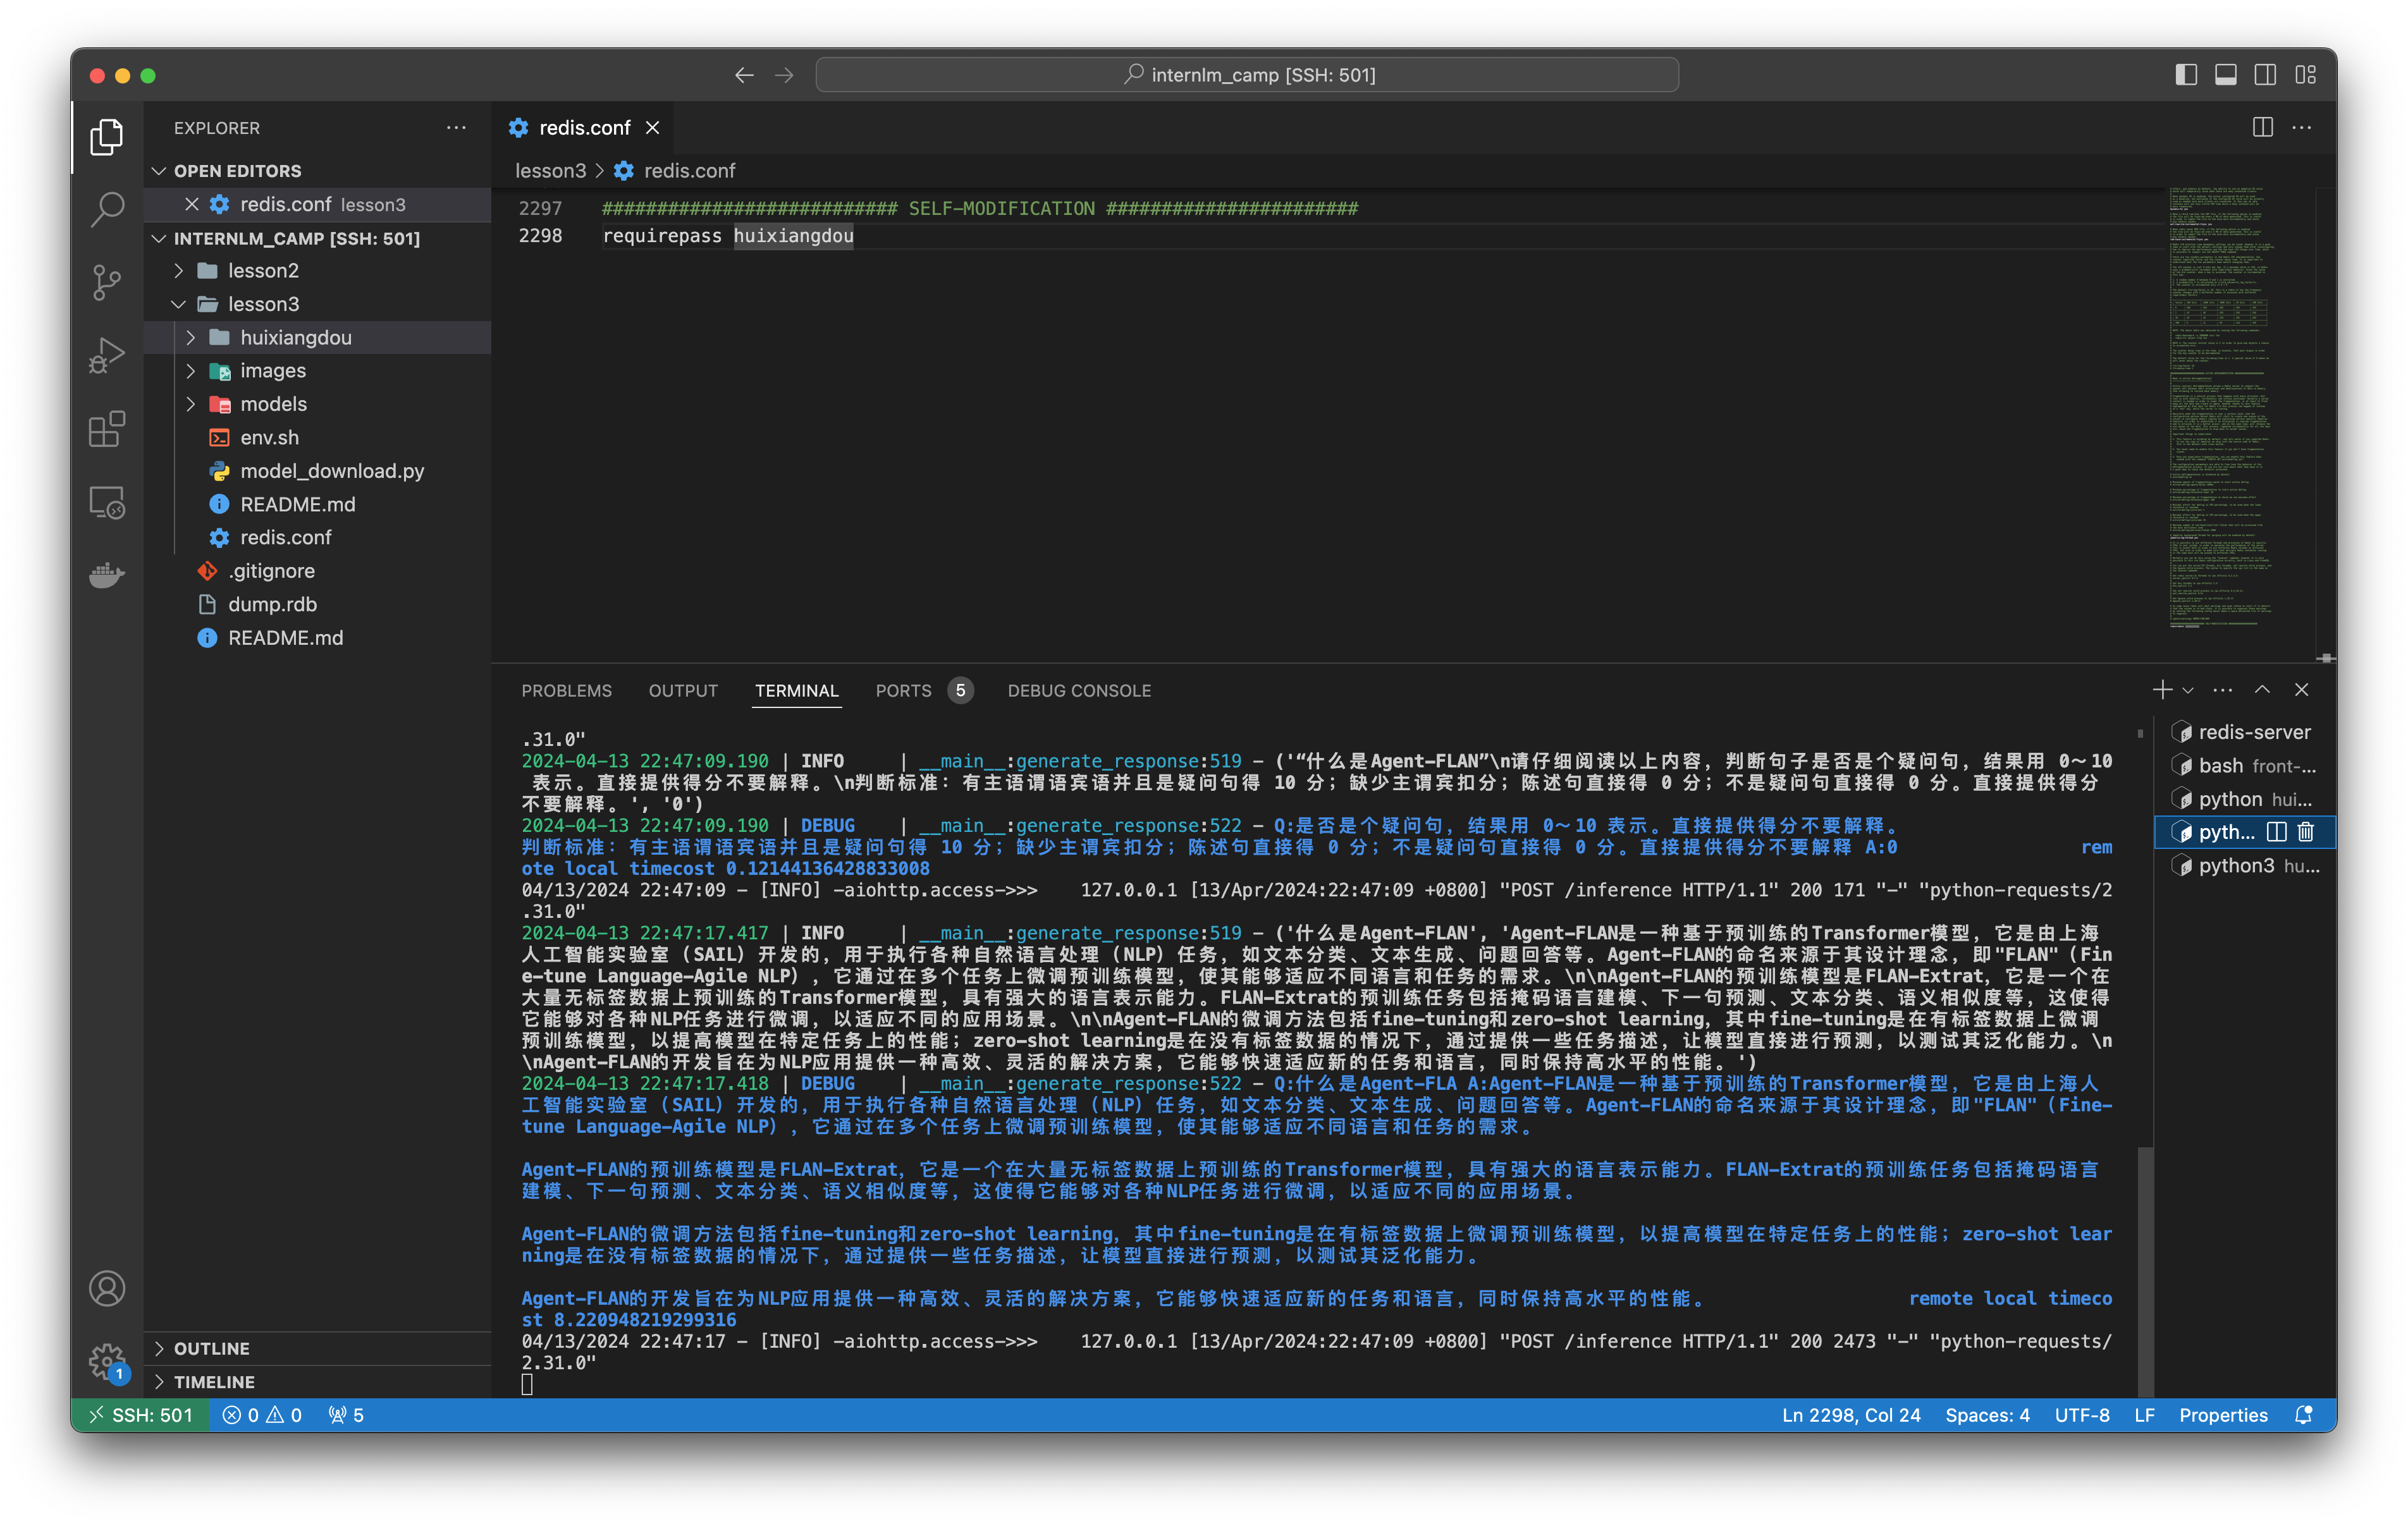 internlm_camp [SSH: 501]
EXPLORER
OPEN EDITORS
redis.conf lesson3
INTERNLM_CAMP [SSH: 501]
lesson2
lesson3
huixiangdou
images
models
env.sh
model_download.py
README.md
redis.conf
.gitignore
dump.rdb
README.md
OUTLINE
TIMELINE
redis.conf
lesson3 > redis.conf
2297 ########################### SELF-MODIFICATION #######################
2298 requirepass huixiangdou
PROBLEMS OUTPUT TERMINAL PORTS 5 DEBUG CONSOLE
.31.0"
2024-04-13 22:47:09.190 | INFO | __main__:generate_response:519 - ('“什么是Agent-FLAN”\n请仔细阅读以上内容，判断句子是否是个疑问句，结果用 0～10
表示。直接提供得分不要解释。\n判断标准：有主语谓语宾语并且是疑问句得 10 分；缺少主谓宾扣分；陈述句直接得 0 分；不是疑问句直接得 0 分。直接提供得分
不要解释。', '0')
2024-04-13 22:47:09.190 | DEBUG | __main__:generate_response:522 - Q:是否是个疑问句，结果用 0～10 表示。直接提供得分不要解释。
判断标准：有主语谓语宾语并且是疑问句得 10 分；缺少主谓宾扣分；陈述句直接得 0 分；不是疑问句直接得 0 分。直接提供得分不要解释 A:0 rem
ote local timecost 0.12144136428833008
04/13/2024 22:47:09 - [INFO] -aiohttp.access->>> 127.0.0.1 [13/Apr/2024:22:47:09 +0800] "POST /inference HTTP/1.1" 200 171 "-" "python-requests/2
.31.0"
2024-04-13 22:47:17.417 | INFO | __main__:generate_response:519 - ('什么是Agent-FLAN', 'Agent-FLAN是一种基于预训练的Transformer模型，它是由上海
人工智能实验室（SAIL）开发的，用于执行各种自然语言处理（NLP）任务，如文本分类、文本生成、问题回答等。Agent-FLAN的命名来源于其设计理念，即"FLAN"（Fin
e-tune Language-Agile NLP），它通过在多个任务上微调预训练模型，使其能够适应不同语言和任务的需求。\n\nAgent-FLAN的预训练模型是FLAN-Extrat，它是一个在
大量无标签数据上预训练的Transformer模型，具有强大的语言表示能力。FLAN-Extrat的预训练任务包括掩码语言建模、下一句预测、文本分类、语义相似度等，这使得
它能够对各种NLP任务进行微调，以适应不同的应用场景。\n\nAgent-FLAN的微调方法包括fine-tuning和zero-shot learning，其中fine-tuning是在有标签数据上微调
预训练模型，以提高模型在特定任务上的性能；zero-shot learning是在没有标签数据的情况下，通过提供一些任务描述，让模型直接进行预测，以测试其泛化能力。\n
\nAgent-FLAN的开发旨在为NLP应用提供一种高效、灵活的解决方案，它能够快速适应新的任务和语言，同时保持高水平的性能。')
2024-04-13 22:47:17.418 | DEBUG | __main__:generate_response:522 - Q:什么是Agent-FLA A:Agent-FLAN是一种基于预训练的Transformer模型，它是由上海人
工智能实验室（SAIL）开发的，用于执行各种自然语言处理（NLP）任务，如文本分类、文本生成、问题回答等。Agent-FLAN的命名来源于其设计理念，即"FLAN"（Fine-
tune Language-Agile NLP），它通过在多个任务上微调预训练模型，使其能够适应不同语言和任务的需求。
Agent-FLAN的预训练模型是FLAN-Extrat，它是一个在大量无标签数据上预训练的Transformer模型，具有强大的语言表示能力。FLAN-Extrat的预训练任务包括掩码语言
建模、下一句预测、文本分类、语义相似度等，这使得它能够对各种NLP任务进行微调，以适应不同的应用场景。
Agent-FLAN的微调方法包括fine-tuning和zero-shot learning，其中fine-tuning是在有标签数据上微调预训练模型，以提高模型在特定任务上的性能；zero-shot lear
ning是在没有标签数据的情况下，通过提供一些任务描述，让模型直接进行预测，以测试其泛化能力。
Agent-FLAN的开发旨在为NLP应用提供一种高效、灵活的解决方案，它能够快速适应新的任务和语言，同时保持高水平的性能。 remote local timeco
st 8.220948219299316
04/13/2024 22:47:17 - [INFO] -aiohttp.access->>> 127.0.0.1 [13/Apr/2024:22:47:09 +0800] "POST /inference HTTP/1.1" 200 2473 "-" "python-requests/
2.31.0"
redis-server
bash front-...
python hui...
pyth...
python3 hu...
1
SSH: 501 0 0 5
Ln 2298, Col 24 Spaces: 4 UTF-8 LF Properties